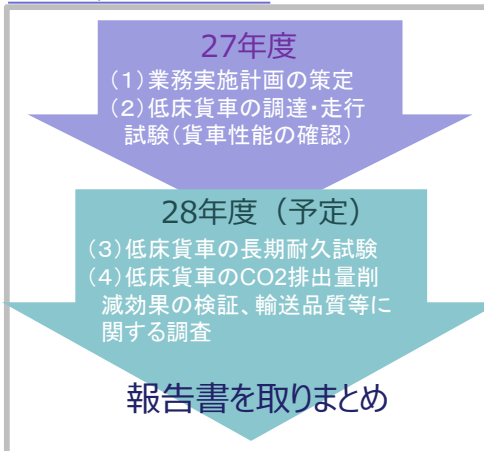 27年度
(1)業務実施計画の策定
(2)低床貨車の調達・走行
試験(貨車性能の確認)
28年度（予定）
(3)低床貨車の長期耐久試験
(4)低床貨車のCO2排出量削
減効果の検証、輸送品質等に
関する調査
報告書を取りまとめ